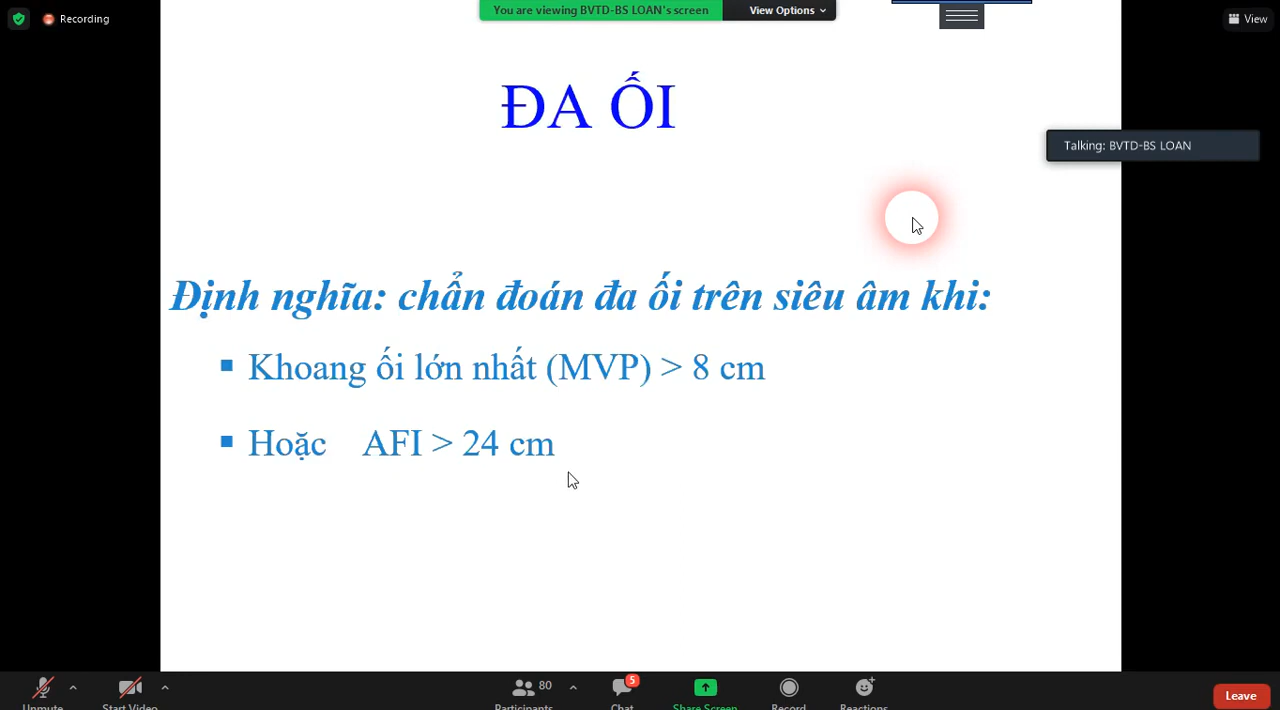 Recording
You are viewing BVTD-BS LOAN's screen
View Options
View
ĐA ỐI
Talking: BVTD-BS LOAN
Định nghĩa: chẩn đoán đa ối trên siêu âm khi:
Khoang ối lớn nhất (MVP) > 8 cm
Hoặc AFI > 24 cm
80
5
Unmute
Start Video
Participants
Chat
Share Screen
Record
Reactions
Leave